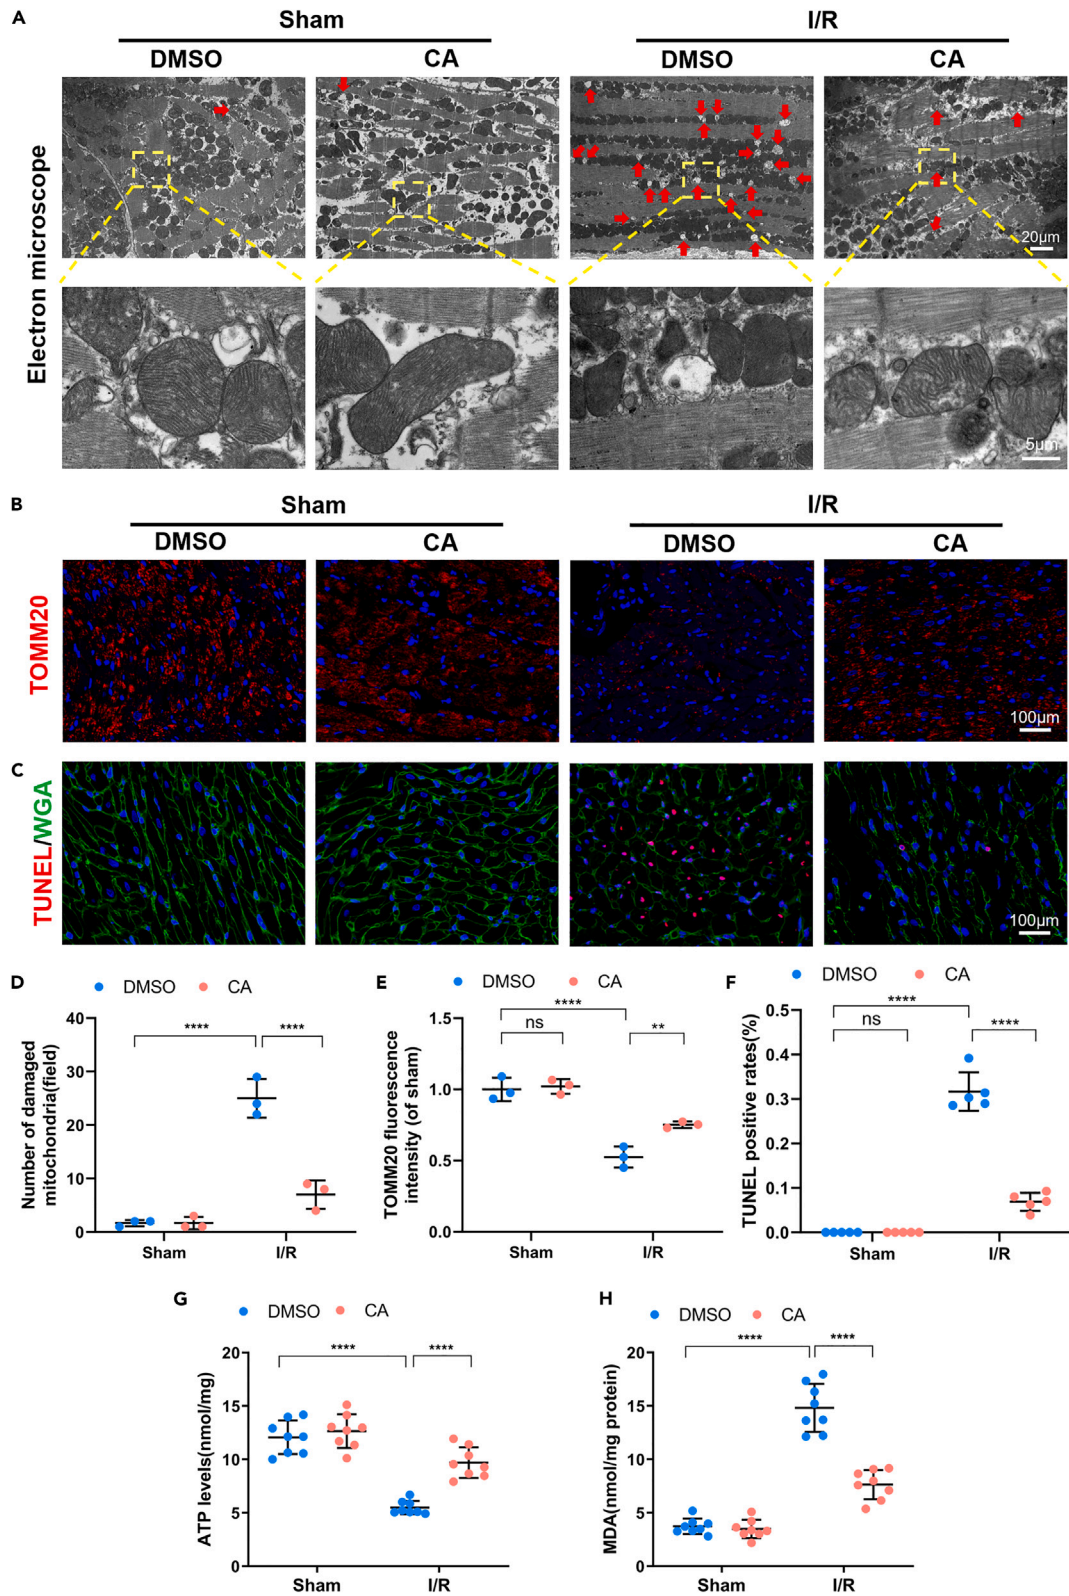 A
Sham
I/R
DMSO
CA
DMSO
CA
Electron microscope
20μm
5μm
B
Sham
I/R
DMSO
CA
DMSO
CA
TOMM20
100μm
C
TUNEL/WGA
100μm
D
DMSO
CA
Number of damaged
mitochondria(field)
40
30
20
10
0
****
****
Sham
I/R
E
DMSO
CA
TOMM20 fluorescence
intensity (of sham)
1.5
1.0
0.5
0.0
****
ns
**
Sham
I/R
F
DMSO
CA
TUNEL positive rates(%)
0.5
0.4
0.3
0.2
0.1
0.0
****
ns
****
Sham
I/R
G
DMSO
CA
ATP levels(nmol/mg)
20
15
10
5
0
****
****
Sham
I/R
H
DMSO
CA
MDA(nmol/mg protein)
20
15
10
5
0
****
****
Sham
I/R